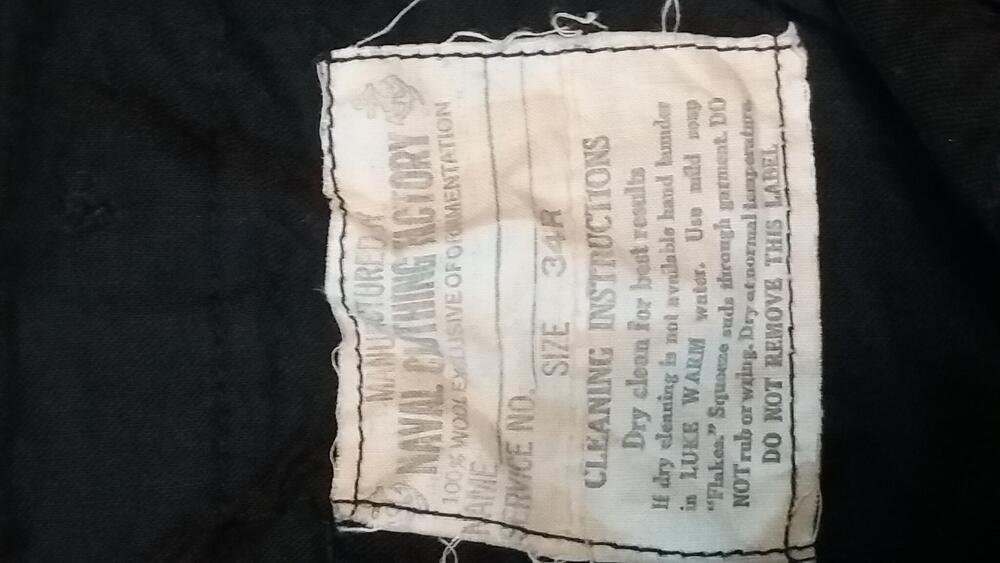 MANUFACTURED BY
NAVAL CLOTHING FACTORY
100% WOOL EXCLUSIVE OF ORNAMENTATION
NAME
SERVICE NO.
SIZE 34R
CLEANING INSTRUCTIONS
Dry clean for best results
If dry cleaning is not available hand launder
in LUKE WARM water. Use mild soap
"Flakes." Squeeze suds through garment. DO
NOT rub or wring. Dry at normal temperature.
DO NOT REMOVE THIS LABEL